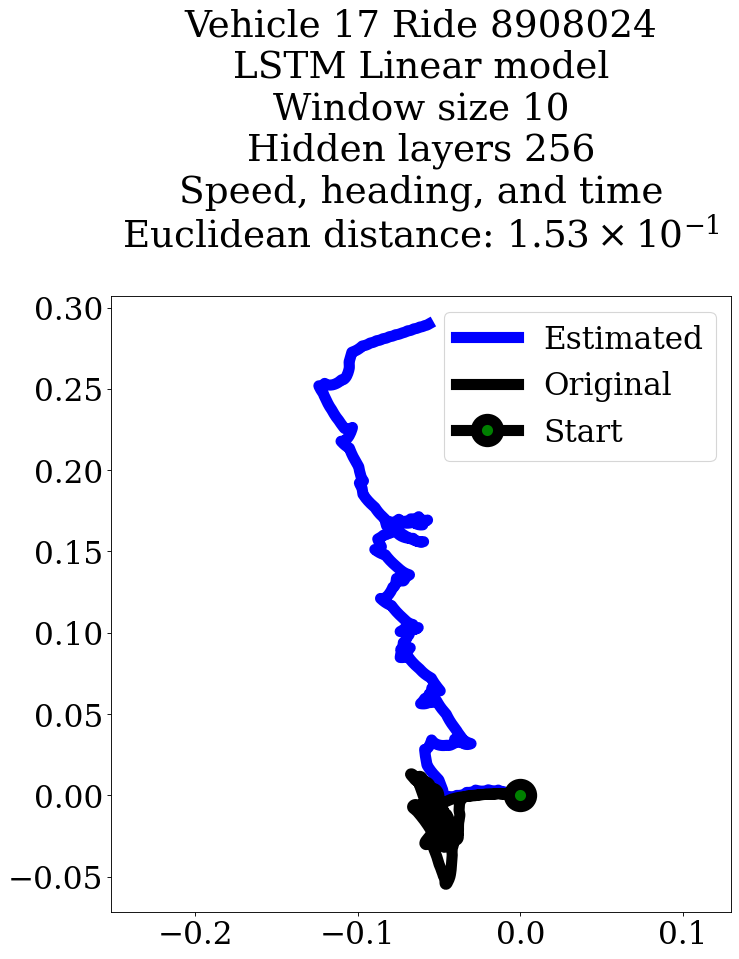 Vehicle 17 Ride 8908024
LSTM Linear model
Window size 10
Hidden layers 256
Speed, heading, and time
Euclidean distance: 1.53 × 10⁻¹
0.30
0.25
0.20
0.15
0.10
0.05
0.00
−0.05
Estimated
Original
Start
−0.2
−0.1
0.0
0.1